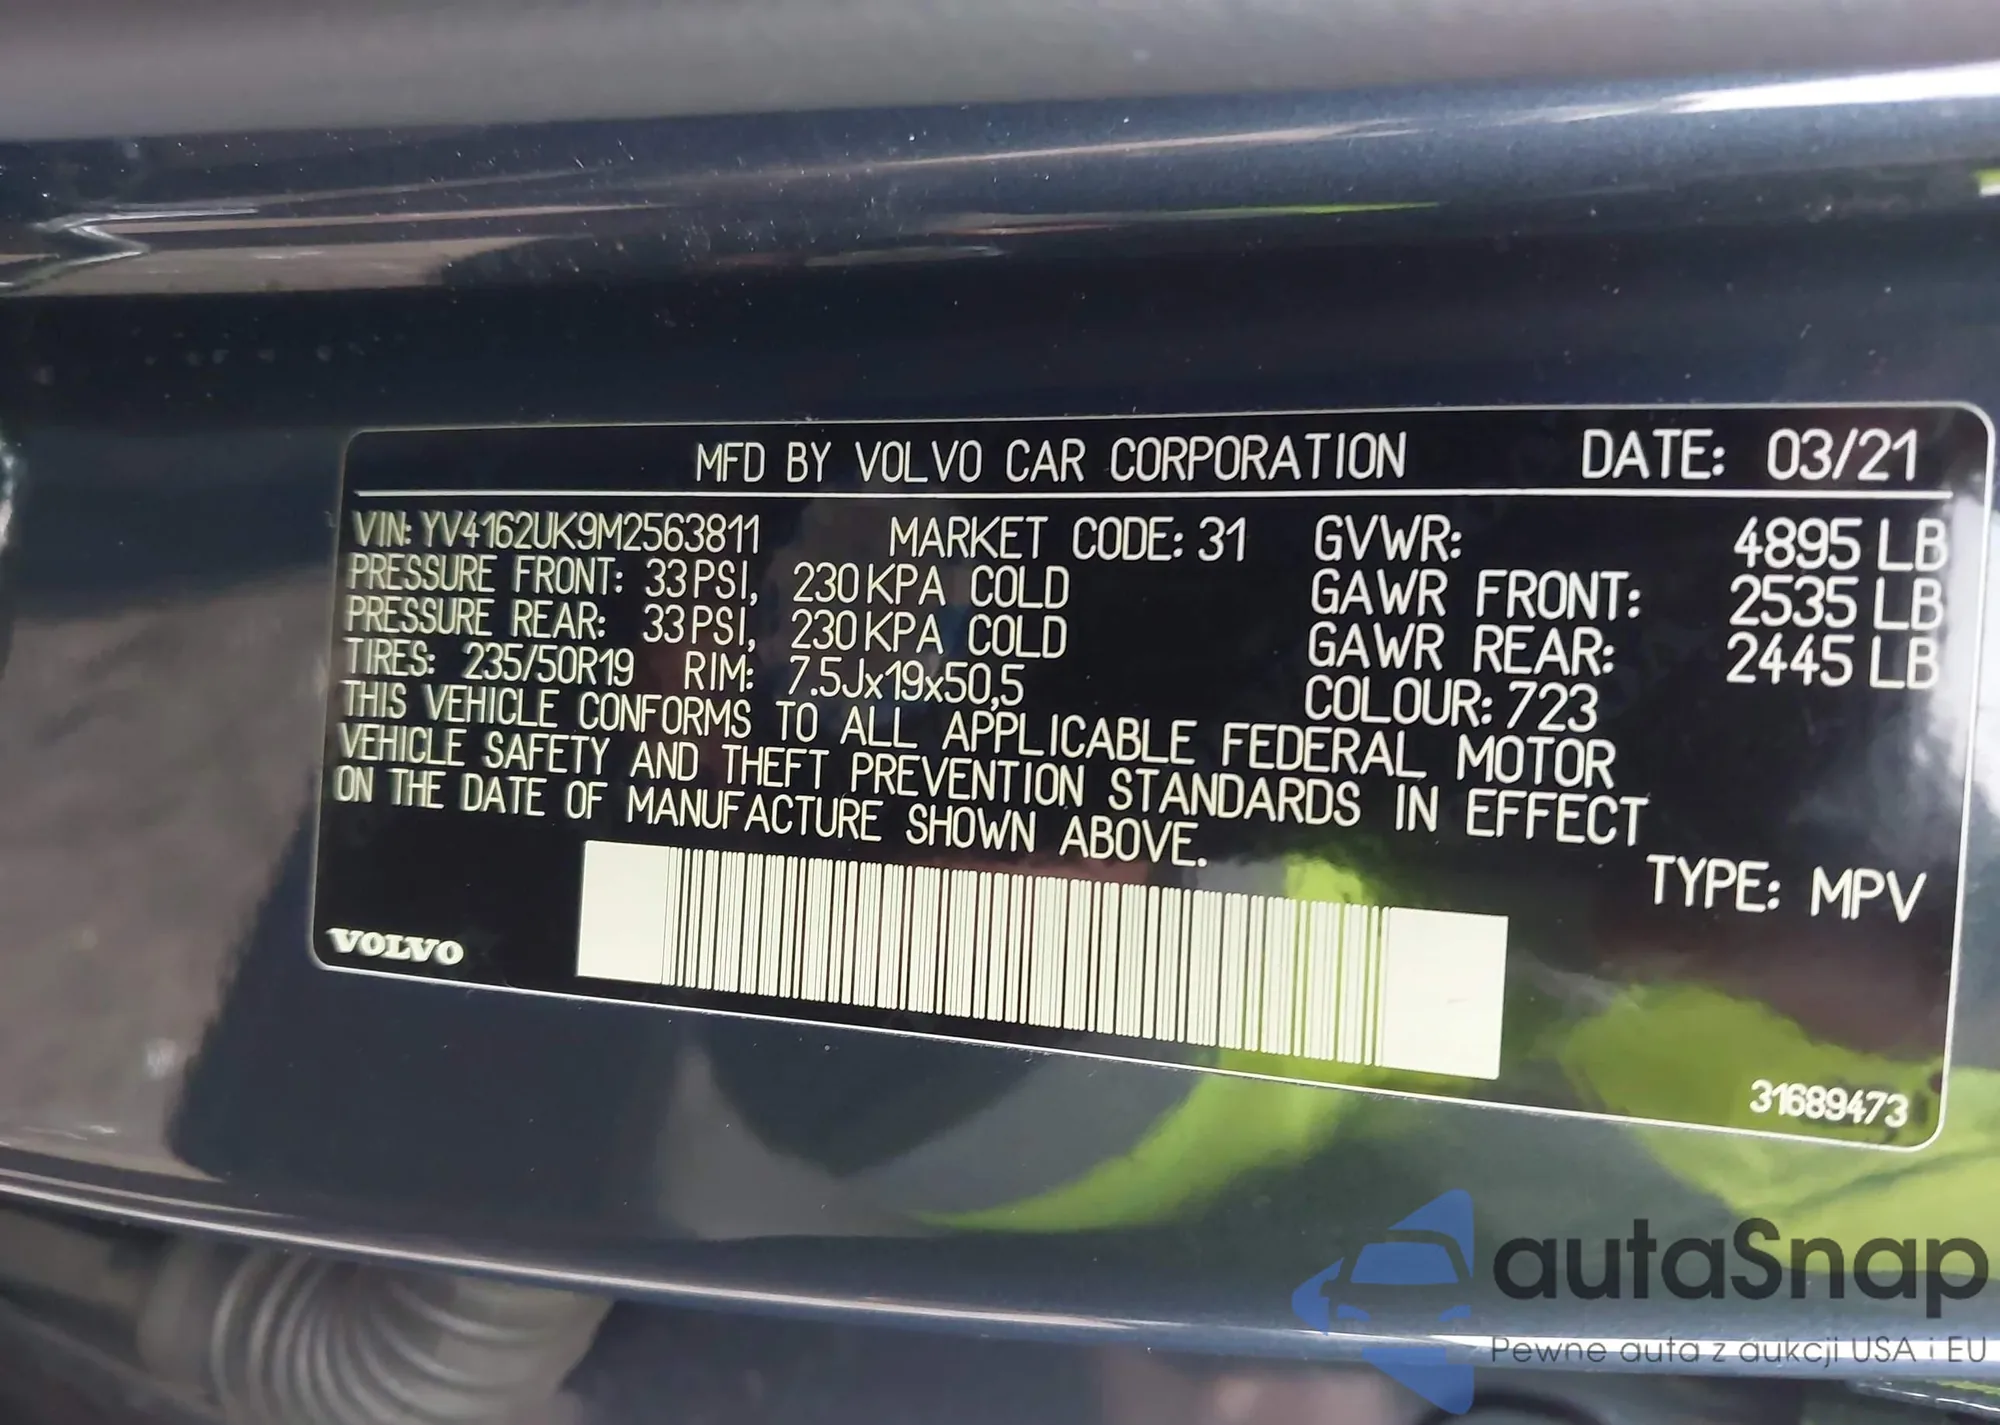 MFD BY VOLVO CAR CORPORATION DATE: 03/21
VIN: YV4162UK9M2563811 MARKET CODE: 31 GVWR: 4895 LB
PRESSURE FRONT: 33 PSI, 230 KPA COLD GAWR FRONT: 2535 LB
PRESSURE REAR: 33 PSI, 230 KPA COLD GAWR REAR: 2445 LB
TIRES: 235/50R19 RIM: 7.5Jx19x50,5 COLOUR: 723
THIS VEHICLE CONFORMS TO ALL APPLICABLE FEDERAL MOTOR
VEHICLE SAFETY AND THEFT PREVENTION STANDARDS IN EFFECT
ON THE DATE OF MANUFACTURE SHOWN ABOVE.
TYPE: MPV
VOLVO
31689473
autaSnap
Pewne auta z aukcji USA i EU